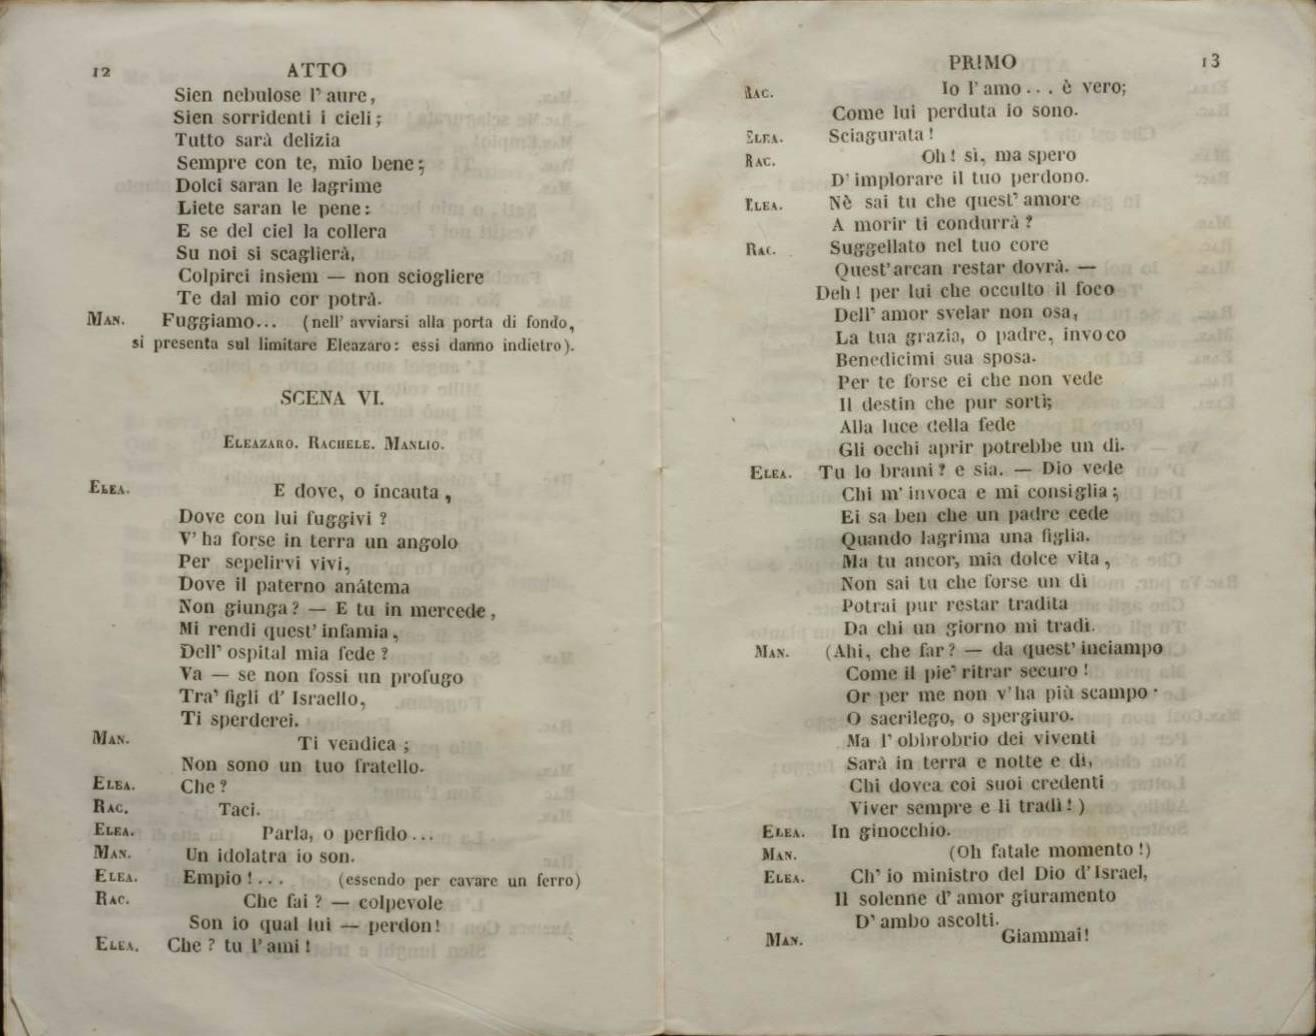 12 ATTO
Sien nebulose l'aure,
Sien sorridenti i cieli;
Tutto sarà delizia
Sempre con te, mio bene;
Dolci saran le lagrime
Liete saran le pene:
E se del ciel la collera
Su noi si scaglierà,
Colpirci insiem — non sciogliere
Te dal mio cor potrà.
MAN. Fuggiamo... (nell' avviarsi alla porta di fondo,
si presenta sul limitare Eleazaro: essi danno indietro).
SCENA VI.
ELEAZARO. RACHELE. MANLIO.
ELEA. E dove, o incauta,
Dove con lui fuggivi?
V' ha forse in terra un angolo
Per sepelirvi vivi,
Dove il paterno anátema
Non giunga? — E tu in mercede,
Mi rendi quest' infamia,
Dell' ospital mia fede?
Va — se non fossi un profugo
Tra' figli d' Israello,
Ti sperderei.
MAN. Ti vendica;
Non sono un tuo fratello.
ELEA. Che?
RAC. Taci.
ELEA. Parla, o perfido...
MAN. Un idolatra io son.
ELEA. Empio!... (essendo per cavare un ferro)
RAC. Che fai? — colpevole
Son io qual lui — perdon!
ELEA. Che? tu l'ami!
PRIMO 13
RAC. Io l'amo... è vero;
Come lui perduta io sono.
ELEA. Sciagurata!
RAC. Oh! sì, ma spero
D' implorare il tuo perdono.
ELEA. Nè sai tu che quest' amore
A morir ti condurrà?
RAC. Suggellato nel tuo core
Quest' arcan restar dovrà. —
Deh! per lui che occulto il foco
Dell' amor svelar non osa,
La tua grazia, o padre, invoco
Benedicimi sua sposa.
Per te forse ei che non vede
Il destin che pur sortì;
Alla luce della fede
Gli occhi aprir potrebbe un dì.
ELEA. Tu lo brami? e sia. — Dio vede
Chi m' invoca e mi consiglia;
Ei sa ben che un padre cede
Quando lagrima una figlia.
Ma tu ancor, mia dolce vita,
Non sai tu che forse un dì
Potrai pur restar tradita
Da chi un giorno mi tradì.
MAN. (Ahi, che far? — da quest' inciampo
Come il pie' ritrar securo!
Or per me non v'ha più scampo.
O sacrilego, o spergiuro.
Ma l' obbrobrio dei viventi
Sarà in terra e notte e dì,
Chi dovea coi suoi credenti
Viver sempre e li tradì!)
ELEA. In ginocchio.
MAN. (Oh fatale momento!)
ELEA. Ch' io ministro del Dio d'Israel,
Il solenne d' amor giuramento
D' ambo ascolti.
MAN. Giammai!